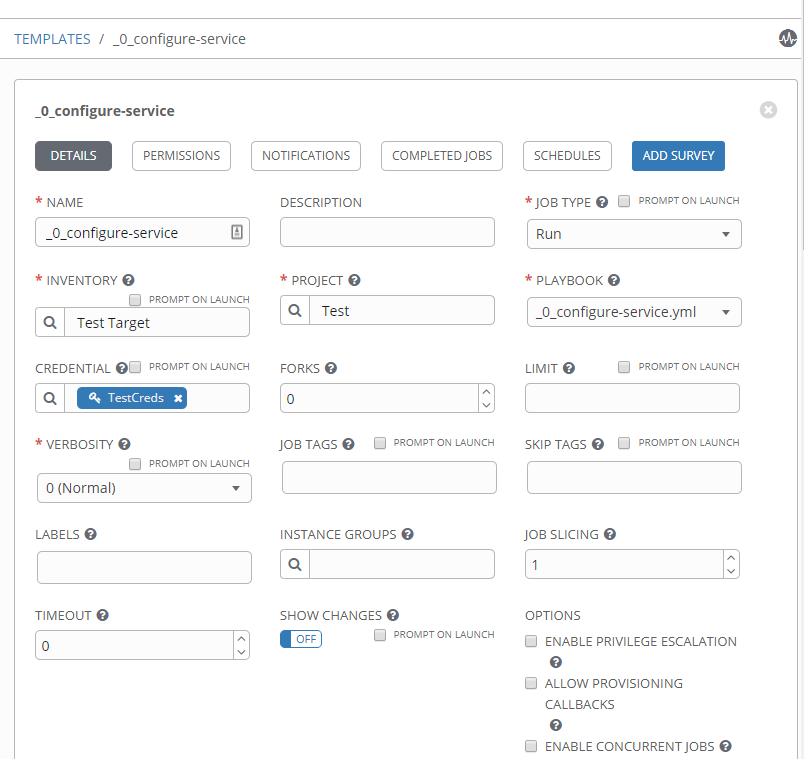 TEMPLATES / _0_configure-service
_0_configure-service
DETAILS PERMISSIONS NOTIFICATIONS COMPLETED JOBS SCHEDULES ADD SURVEY
* NAME DESCRIPTION * JOB TYPE ? PROMPT ON LAUNCH
_0_configure-service Run
* INVENTORY ? * PROJECT ? * PLAYBOOK ?
PROMPT ON LAUNCH
Test Target Test _0_configure-service.yml
CREDENTIAL ? PROMPT ON LAUNCH FORKS ? LIMIT ? PROMPT ON LAUNCH
TestCreds 0
* VERBOSITY ? JOB TAGS ? PROMPT ON LAUNCH SKIP TAGS ? PROMPT ON LAUNCH
PROMPT ON LAUNCH
0 (Normal)
LABELS ? INSTANCE GROUPS ? JOB SLICING ?
1
TIMEOUT ? SHOW CHANGES ? OPTIONS
0 OFF PROMPT ON LAUNCH ENABLE PRIVILEGE ESCALATION
?
ALLOW PROVISIONING
CALLBACKS
?
ENABLE CONCURRENT JOBS ?